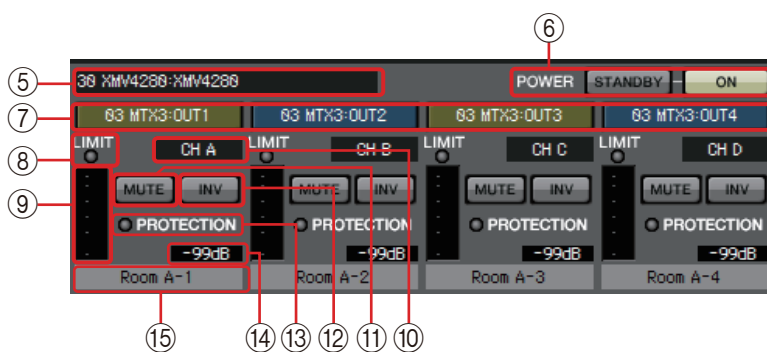 ⑥
⑤ 30 XMV4280:XMV4280 POWER STANDBY ON
⑦ 03 MTX3:OUT1 03 MTX3:OUT2 03 MTX3:OUT3 03 MTX3:OUT4
⑧ LIMIT CH A LIMIT CH B LIMIT CH C LIMIT CH D
⑨ MUTE INV MUTE INV MUTE INV MUTE INV
PROTECTION PROTECTION PROTECTION PROTECTION
-99dB -99dB -99dB -99dB
Room A-1 Room A-2 Room A-3 Room A-4
⑮ ⑭ ⑬ ⑫ ⑪ ⑩